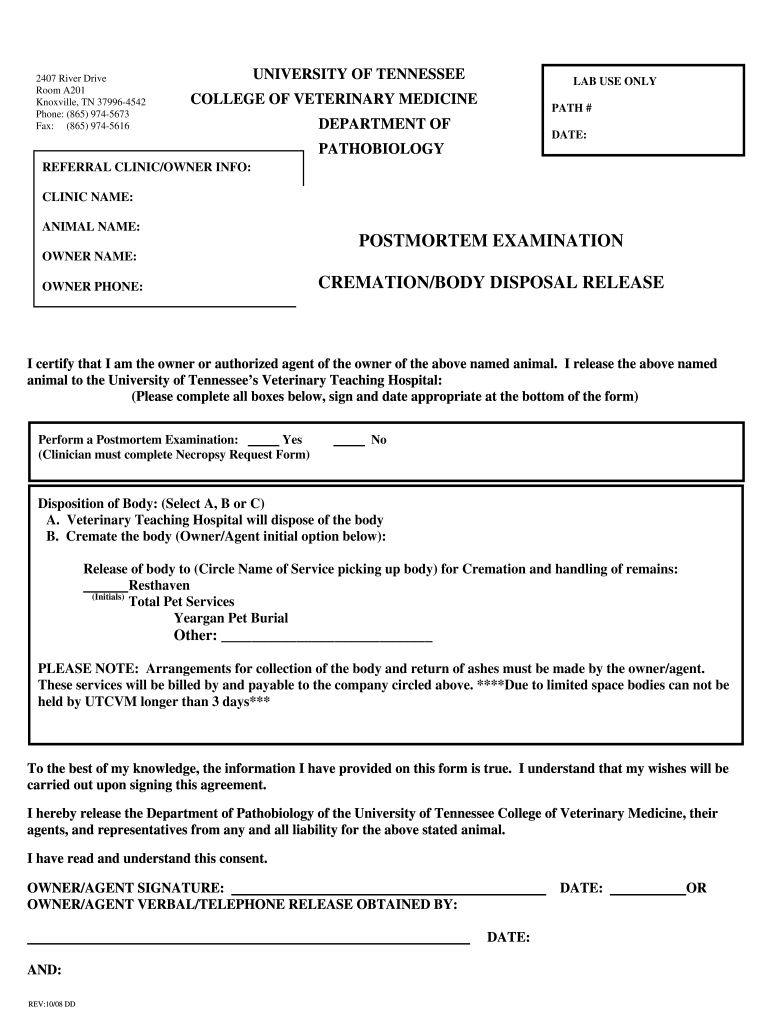 2407 River Drive
Room A201
Knoxville, TN 37996-4542
Phone: (865) 974-5673
Fax: (865) 974-5616
UNIVERSITY OF TENNESSEE
COLLEGE OF VETERINARY MEDICINE
DEPARTMENT OF
PATHOBIOLOGY
LAB USE ONLY
PATH #
DATE:
REFERRAL CLINIC/OWNER INFO:
CLINIC NAME:
ANIMAL NAME:
OWNER NAME:
OWNER PHONE:
POSTMORTEM EXAMINATION
CREMATION/BODY DISPOSAL RELEASE
I certify that I am the owner or authorized agent of the owner of the above named animal. I release the above named
animal to the University of Tennessee's Veterinary Teaching Hospital:
(Please complete all boxes below, sign and date appropriate at the bottom of the form)
Perform a Postmortem Examination: _____ Yes _____ No
(Clinician must complete Necropsy Request Form)
Disposition of Body: (Select A, B or C)
A. Veterinary Teaching Hospital will dispose of the body
B. Cremate the body (Owner/Agent initial option below):
Release of body to (Circle Name of Service picking up body) for Cremation and handling of remains:
_______Resthaven
(Initials) Total Pet Services
Yeargan Pet Burial
Other: ____________________________
PLEASE NOTE: Arrangements for collection of the body and return of ashes must be made by the owner/agent.
These services will be billed by and payable to the company circled above. ****Due to limited space bodies can not be
held by UTCVM longer than 3 days***
To the best of my knowledge, the information I have provided on this form is true. I understand that my wishes will be
carried out upon signing this agreement.
I hereby release the Department of Pathobiology of the University of Tennessee College of Veterinary Medicine, their
agents, and representatives from any and all liability for the above stated animal.
I have read and understand this consent.
OWNER/AGENT SIGNATURE: ______________________________ DATE: __________OR
OWNER/AGENT VERBAL/TELEPHONE RELEASE OBTAINED BY:
______________________________ DATE:
AND:
REV:10/08 DD